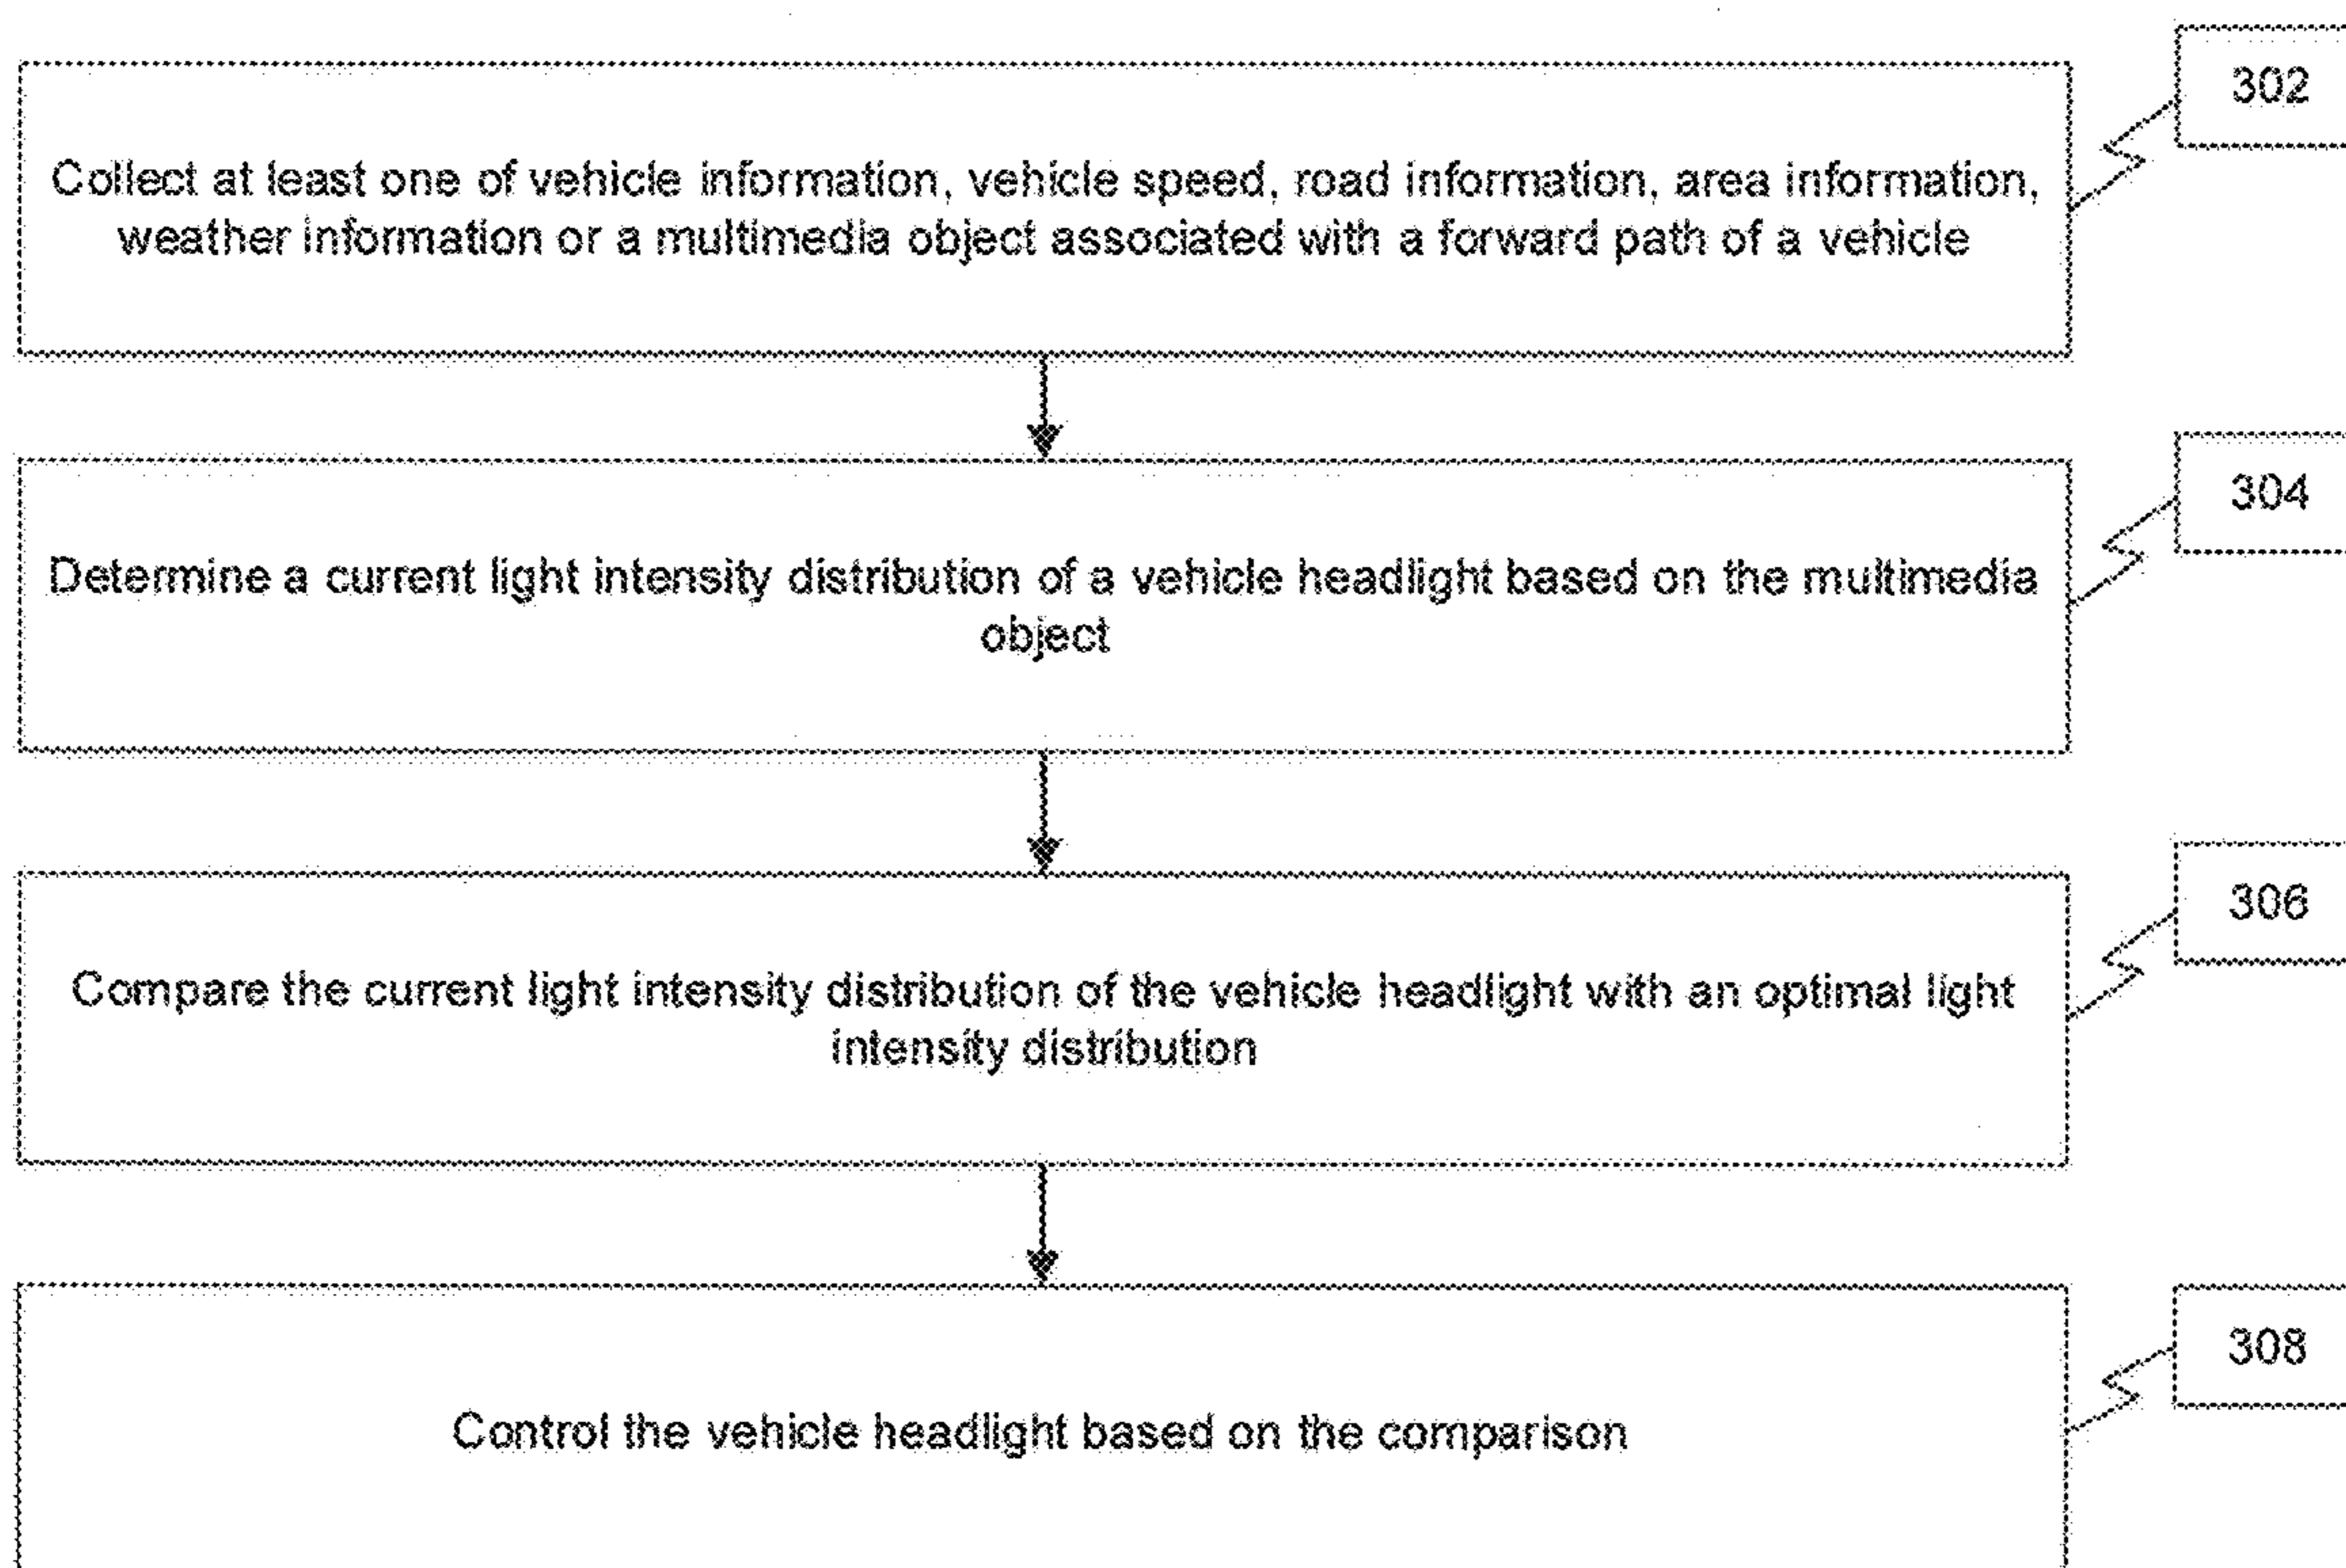 302
Collect at least one of vehicle information, vehicle speed, road information, area information,
weather information or a multimedia object associated with a forward path of a vehicle
304
Determine a current light intensity distribution of a vehicle headlight based on the multimedia
object
306
Compare the current light intensity distribution of the vehicle headlight with an optimal light
intensity distribution
308
Control the vehicle headlight based on the comparison